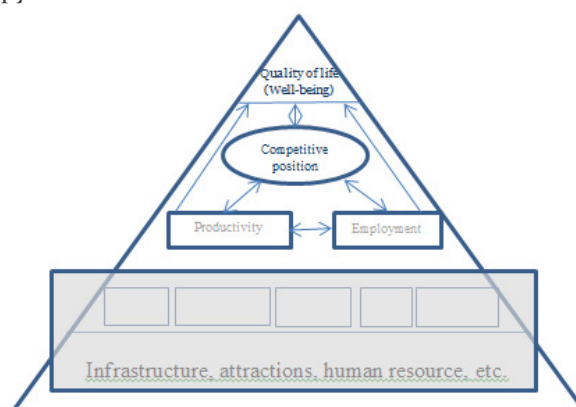 Quality of life
(Well-being)
Competitive
position
Productivity
Employment
Infrastructure, attractions, human resource, etc.